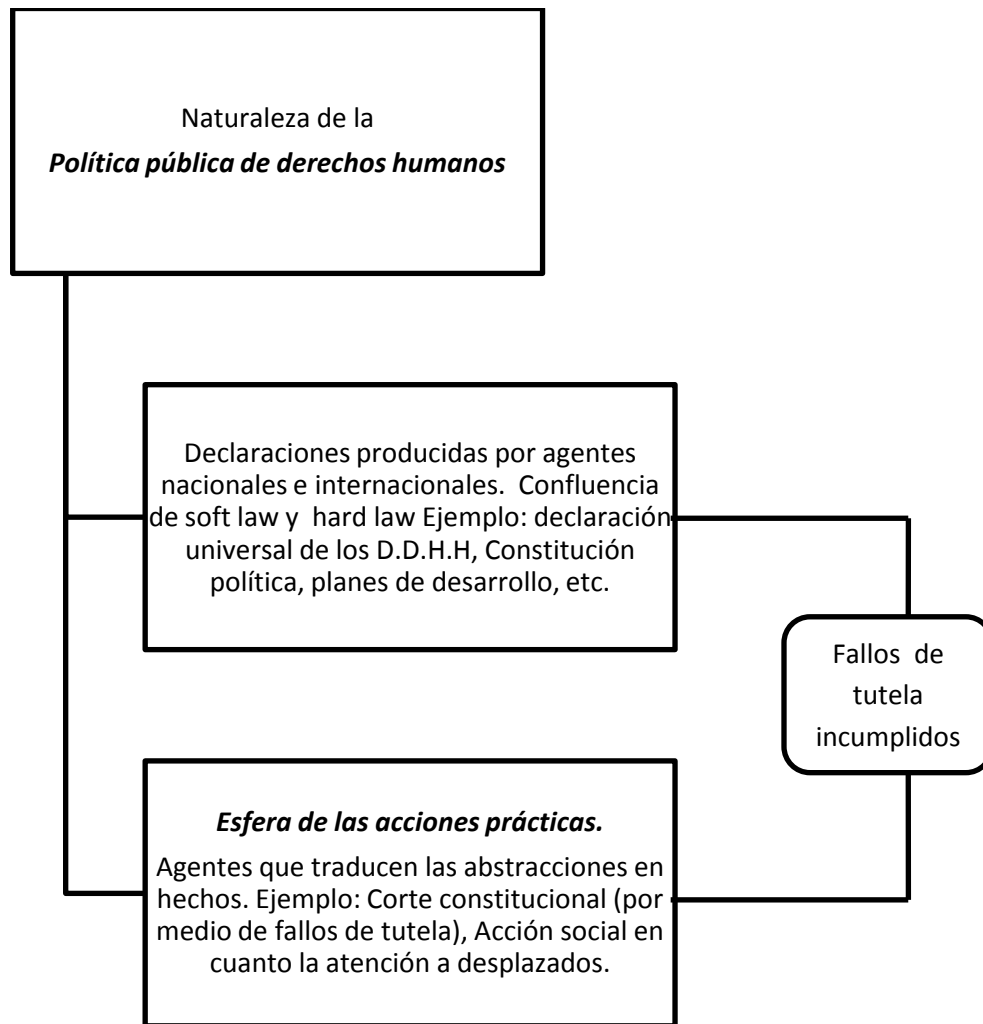 Naturaleza de la
Política pública de derechos humanos
Declaraciones producidas por agentes
nacionales e internacionales. Confluencia
de soft law y hard law Ejemplo: declaración
universal de los D.D.H.H, Constitución
política, planes de desarrollo, etc.
Fallos de
tutela
incumplidos
Esfera de las acciones prácticas.
Agentes que traducen las abstracciones en
hechos. Ejemplo: Corte constitucional (por
medio de fallos de tutela), Acción social en
cuanto la atención a desplazados.